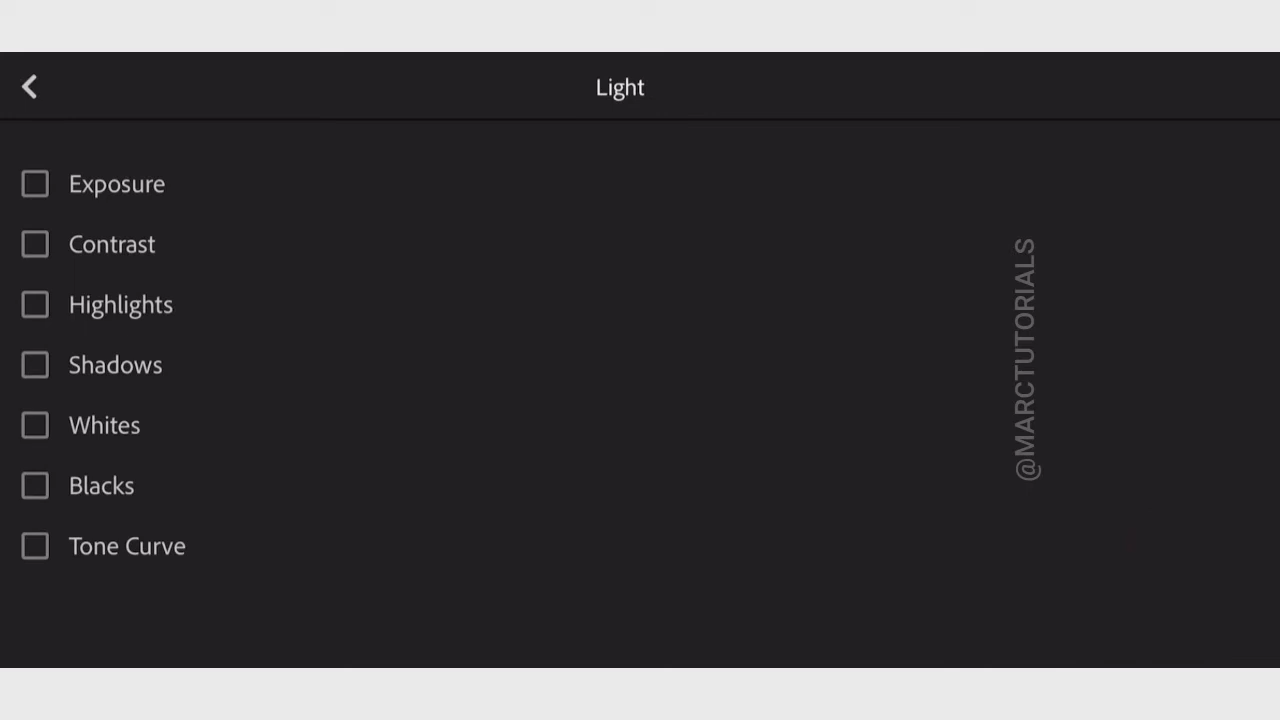 Light
Exposure
Contrast
Highlights
Shadows
Whites
Blacks
Tone Curve
@MARCTUTORIALS